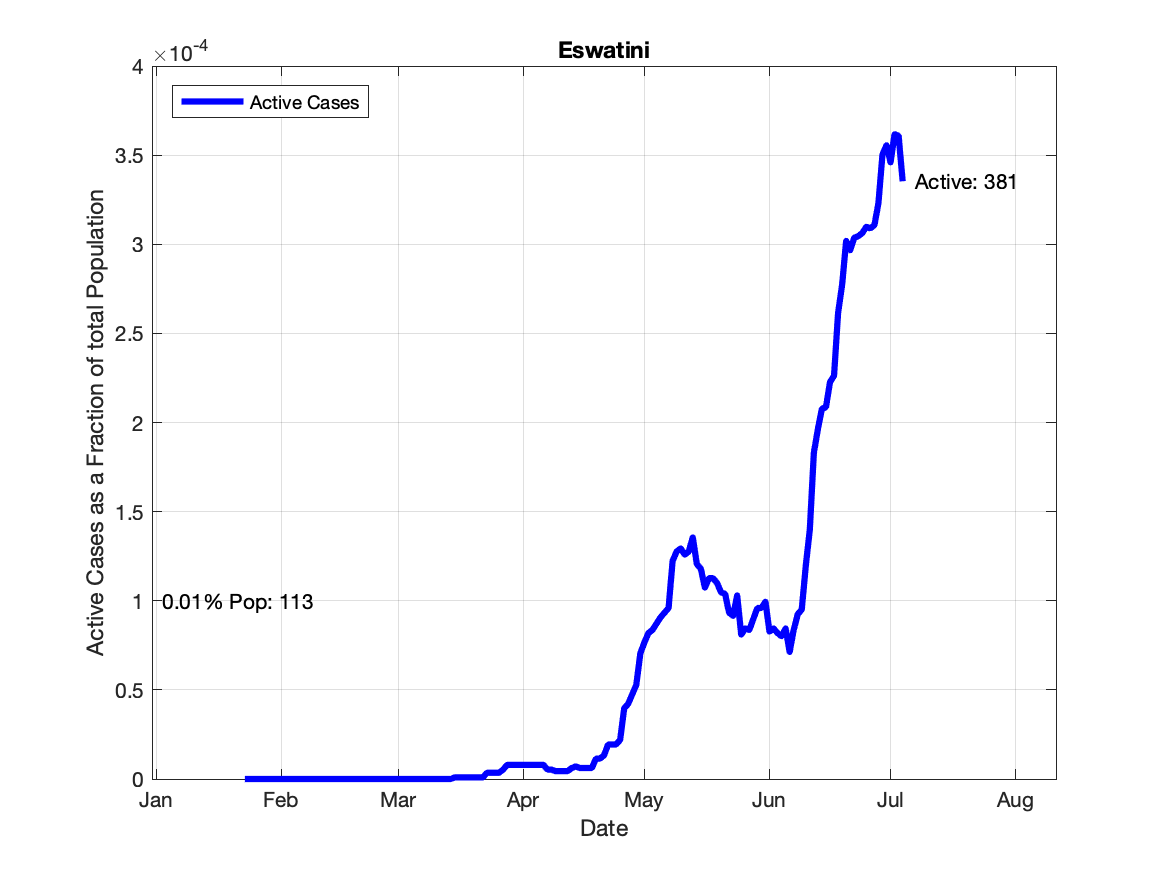 Eswatini
×10-4
4
3.5
3
2.5
2
1.5
1
0.5
0
Active Cases
Active: 381
0.01% Pop: 113
Active Cases as a Fraction of total Population
Jan Feb Mar Apr May Jun Jul Aug
Date